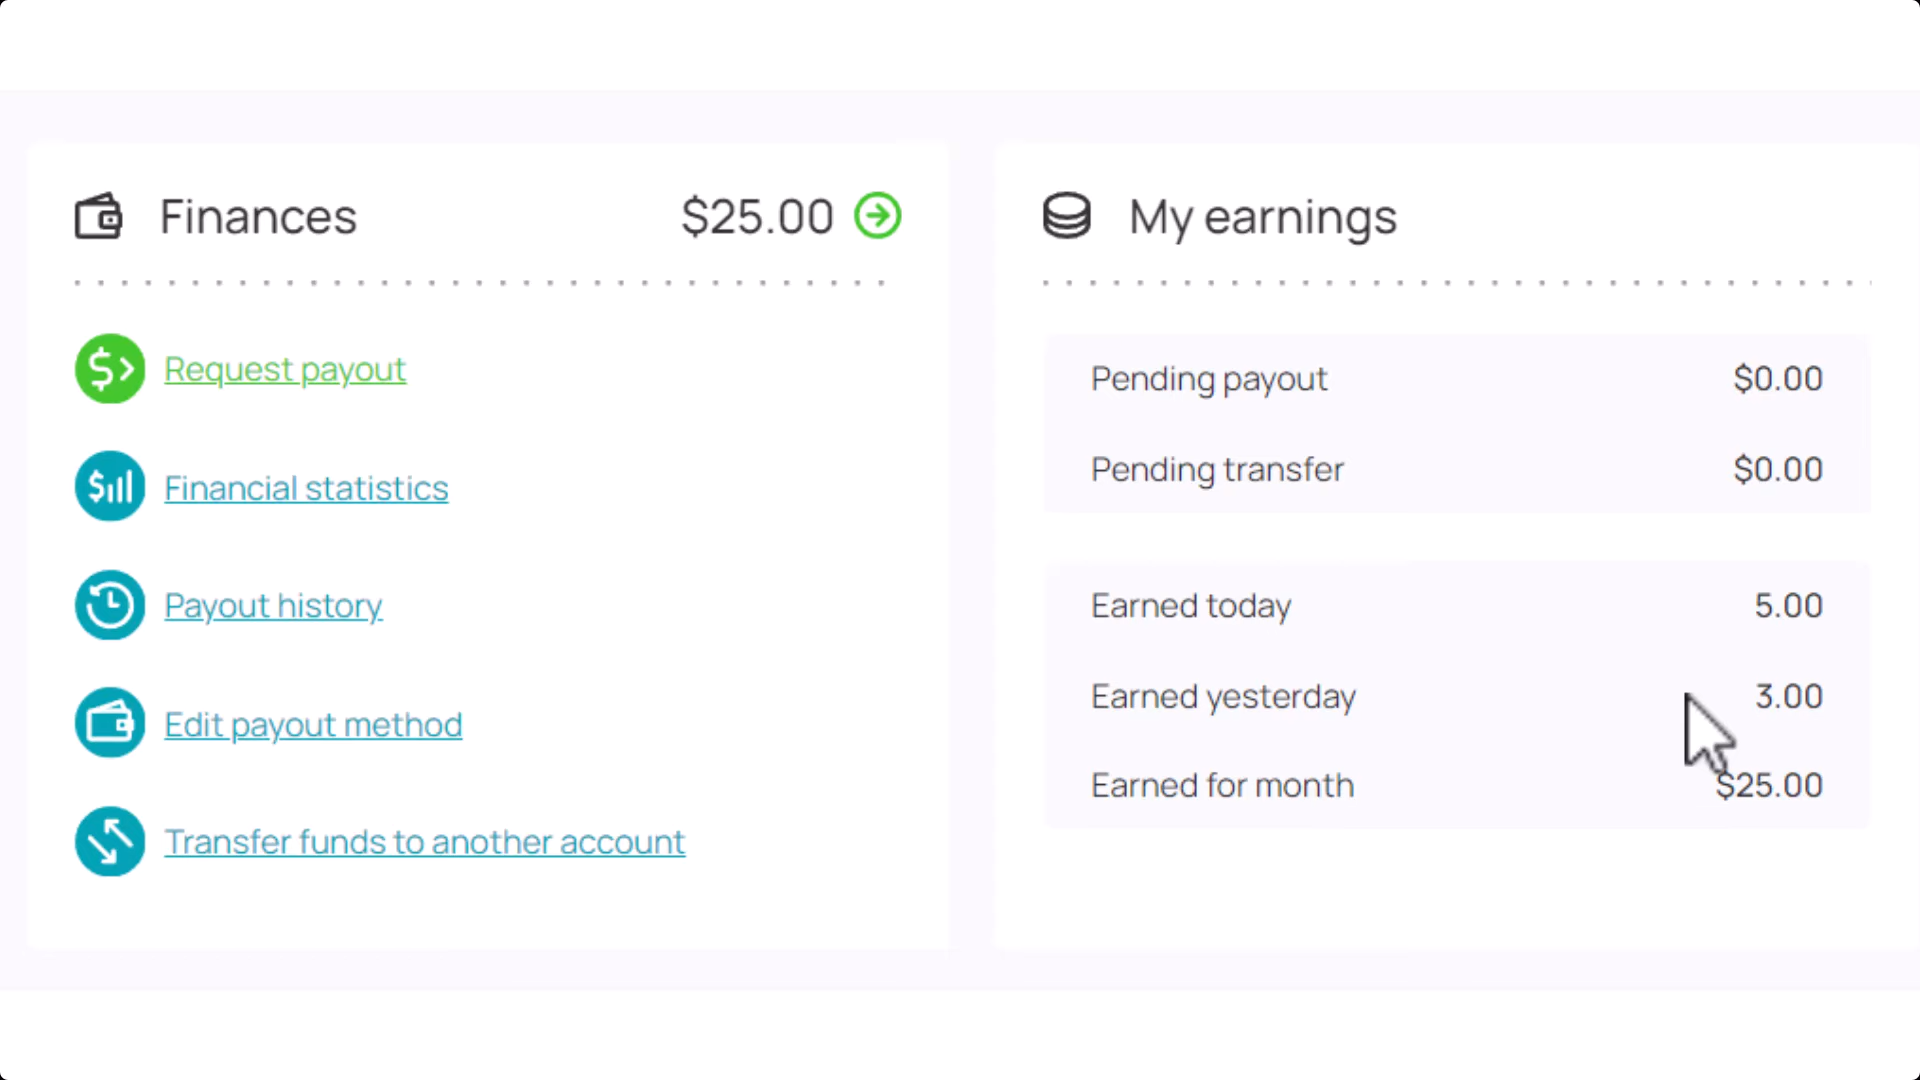 Finances $25.00
Request payout
Financial statistics
Payout history
Edit payout method
Transfer funds to another account
My earnings
Pending payout $0.00
Pending transfer $0.00
Earned today 5.00
Earned yesterday 3.00
Earned for month $25.00